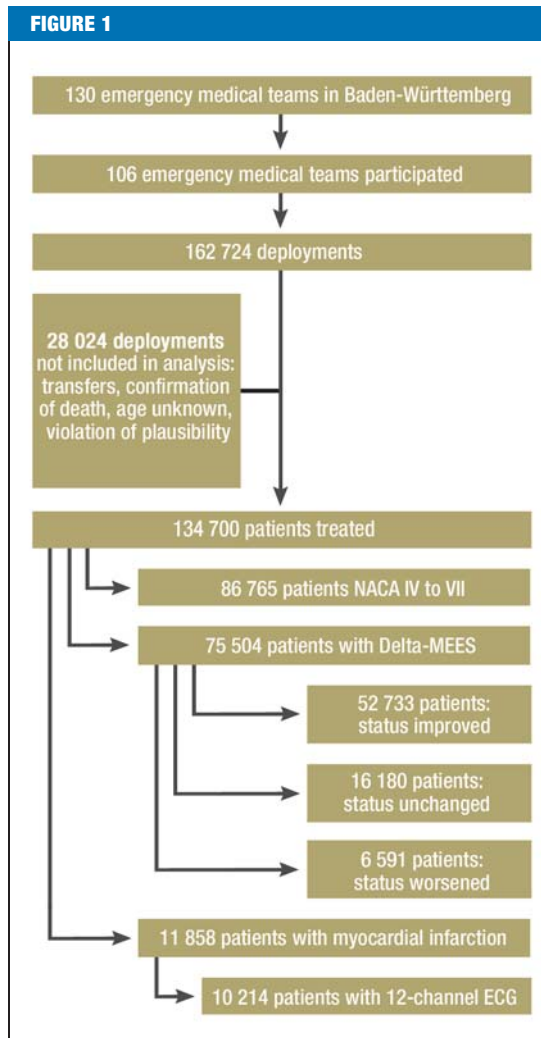 FIGURE 1
130 emergency medical teams in Baden-Württemberg
106 emergency medical teams participated
162 724 deployments
28 024 deployments
not included in analysis:
transfers, confirmation
of death, age unknown,
violation of plausibility
134 700 patients treated
86 765 patients NACA IV to VII
75 504 patients with Delta-MEES
52 733 patients:
status improved
16 180 patients:
status unchanged
6 591 patients:
status worsened
11 858 patients with myocardial infarction
10 214 patients with 12-channel ECG